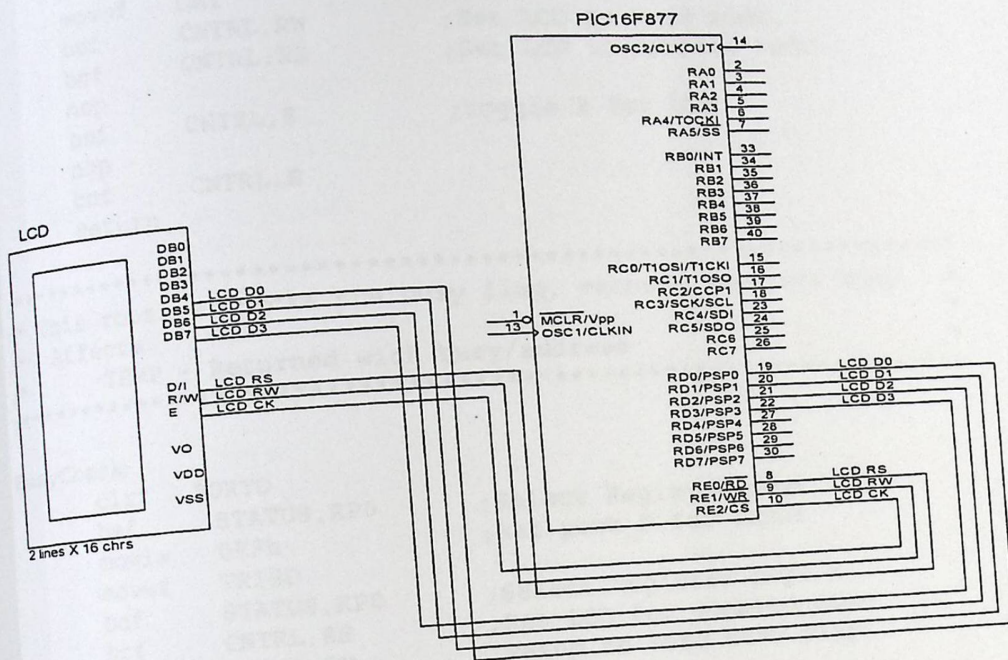 PIC16F877
OSC2/CLKOUT 14
RA0 2
RA1 3
RA2 4
RA3 5
RA4/TOCKI 6
RA5/SS 7
RB0/INT 33
RB1 34
RB2 35
RB3 36
RB4 37
RB5 38
RB6 39
RB7 40
RC0/T1OSI/T1CKI 15
RC1/T1OSO 16
RC2/CCP1 17
RC3/SCK/SCL 18
RC4/SDI 23
RC5/SDO 24
RC6 25
RC7 26
1 MCLR/Vpp
13 OSC1/CLKIN
RD0/PSP0 19 LCD D0
RD1/PSP1 20 LCD D1
RD2/PSP2 21 LCD D2
RD3/PSP3 22 LCD D3
RD4/PSP4 27
RD5/PSP5 28
RD6/PSP6 29
RD7/PSP7 30
RE0/RD 8 LCD RS
RE1/WR 9 LCD RW
RE2/CS 10 LCD CK
LCD
DB0
DB1
DB2
DB3
DB4 LCD D0
DB5 LCD D1
DB6 LCD D2
DB7 LCD D3
D/I LCD RS
R/W LCD RW
E LCD CK
VO
VDD
VSS
2 lines X 16 chrs